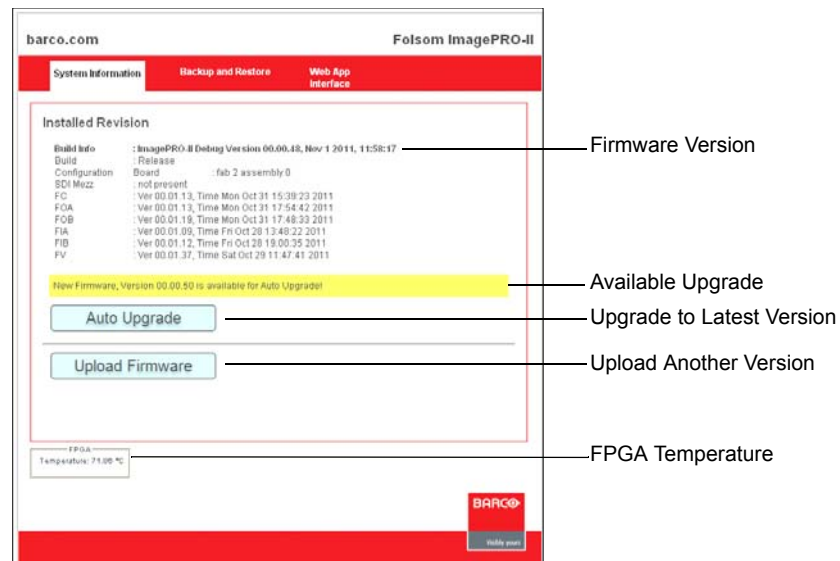 barco.com
Folsom ImagePRO-II
System Information
Backup and Restore
Web App
Interface
Installed Revision
Build Info : ImagePRO-II Debug Version 00.00.48, Nov 1 2011, 11:58:17
Build : Release
Configuration Board : fab 2 assembly 0
SDI Mezz : not present
FC : Ver 00.01.13, Time Mon Oct 31 15:39:23 2011
FOA : Ver 00.01.13, Time Mon Oct 31 17:54:42 2011
FOB : Ver 00.01.19, Time Mon Oct 31 17:48:33 2011
FIA : Ver 00.01.09, Time Fri Oct 28 13:48:22 2011
FIB : Ver 00.01.12, Time Fri Oct 28 19:00:35 2011
FV : Ver 00.01.37, Time Sat Oct 29 11:47:41 2011
New Firmware, Version 00.00.50 is available for Auto Upgrade!
Auto Upgrade
Upload Firmware
FPGA
Temperature: 71.06 ºC
BARCO
Visibly yours
Firmware Version
Available Upgrade
Upgrade to Latest Version
Upload Another Version
FPGA Temperature